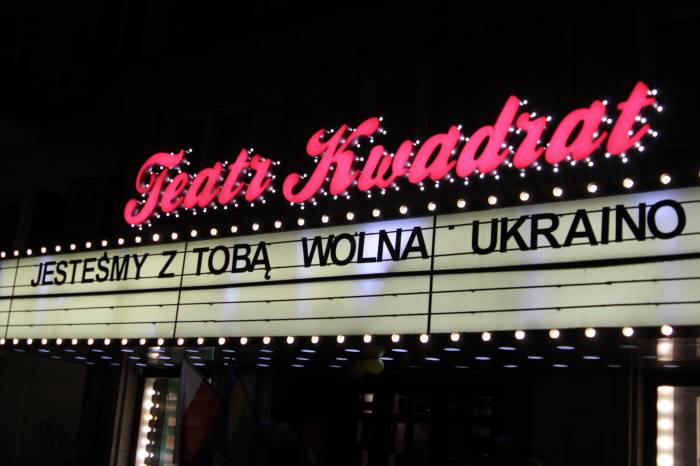 Teatr Kwadrat
JESTEŚMY Z TOBĄ WOLNA UKRAINO